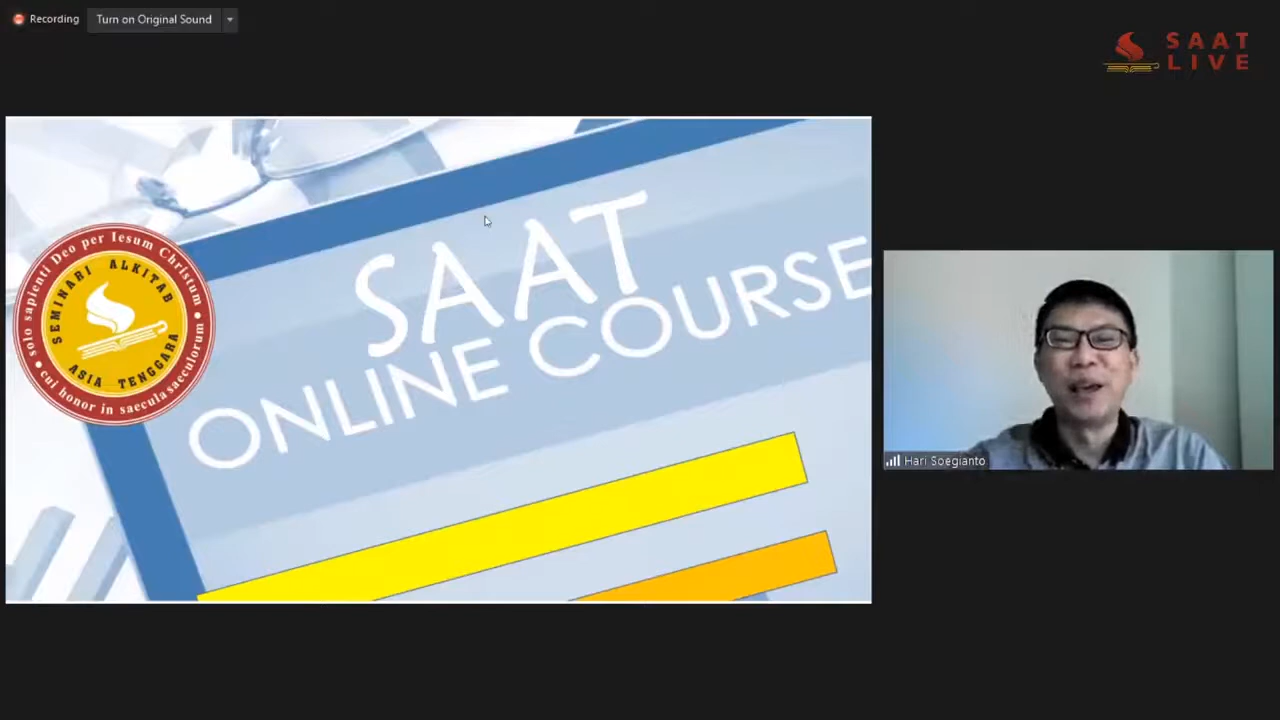 Recording
Turn on Original Sound
SAAT
LIVE
solo sapienti Deo per Iesum Christum
SEMINARI ALKITAB
ASIA TENGGARA
cui honor in saecula saeculorum
SAAT
ONLINE COURSE
Hari Soegianto